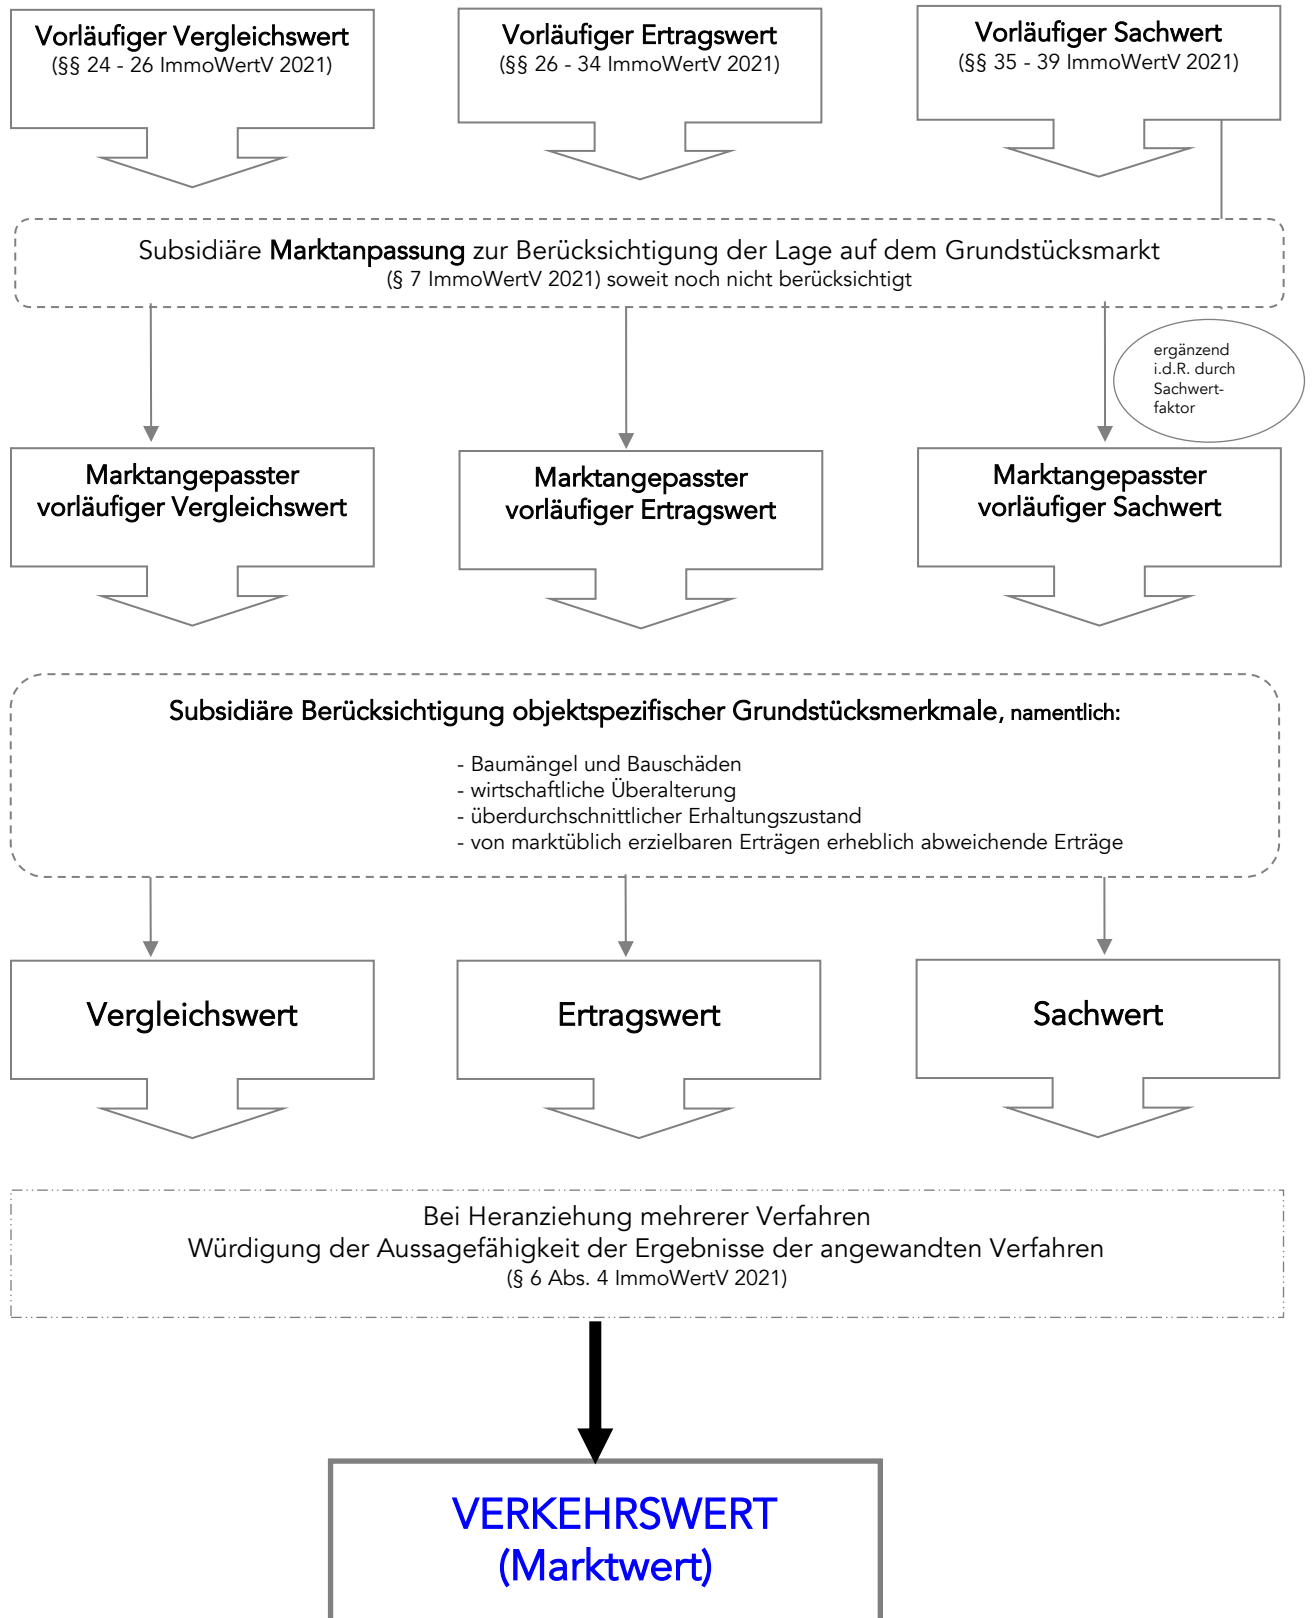 Vorläufiger Vergleichswert
(§§ 24 - 26 ImmoWertV 2021)
Vorläufiger Ertragswert
(§§ 26 - 34 ImmoWertV 2021)
Vorläufiger Sachwert
(§§ 35 - 39 ImmoWertV 2021)
Subsidiäre Marktanpassung zur Berücksichtigung der Lage auf dem Grundstücksmarkt
(§ 7 ImmoWertV 2021) soweit noch nicht berücksichtigt
ergänzend
i.d.R. durch
Sachwert-
faktor
Marktangepasster
vorläufiger Vergleichswert
Marktangepasster
vorläufiger Ertragswert
Marktangepasster
vorläufiger Sachwert
Subsidiäre Berücksichtigung objektspezifischer Grundstücksmerkmale, namentlich:
- Baumängel und Bauschäden
- wirtschaftliche Überalterung
- überdurchschnittlicher Erhaltungszustand
- von marktüblich erzielbaren Erträgen erheblich abweichende Erträge
Vergleichswert
Ertragswert
Sachwert
Bei Heranziehung mehrerer Verfahren
Würdigung der Aussagefähigkeit der Ergebnisse der angewandten Verfahren
(§ 6 Abs. 4 ImmoWertV 2021)
VERKEHRSWERT
(Marktwert)